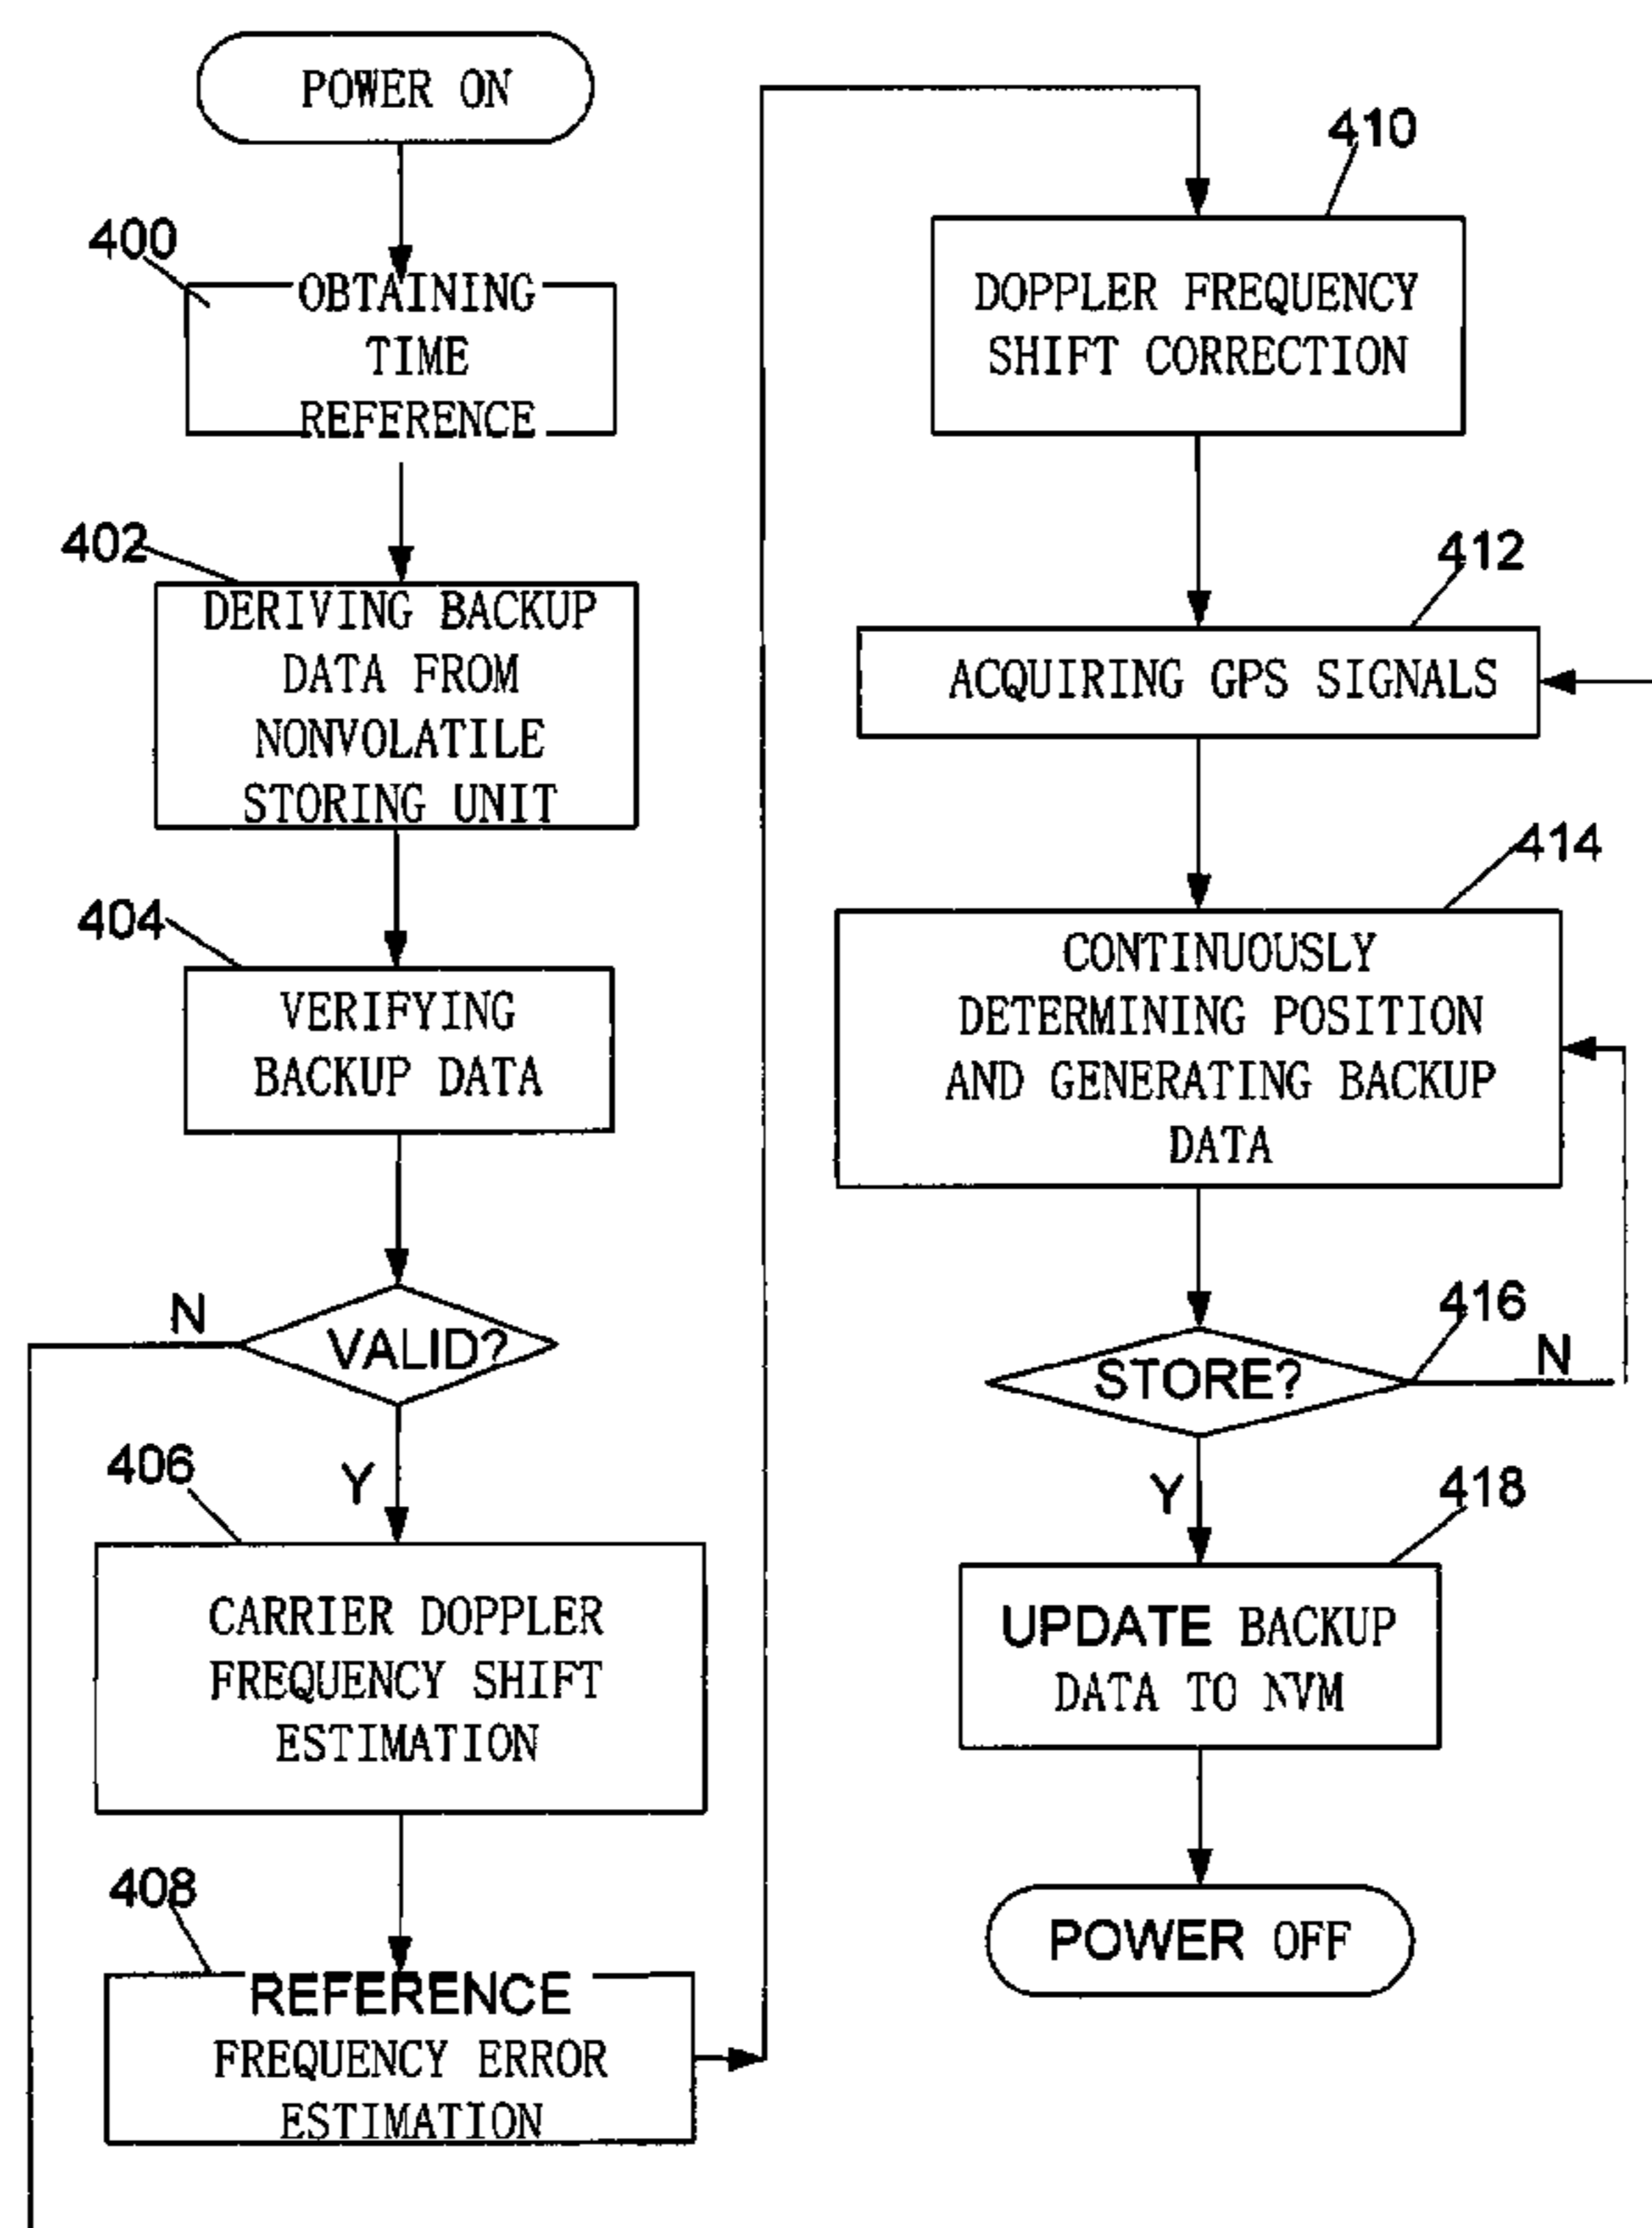 POWER ON
400
OBTAINING
TIME
REFERENCE
402
DERIVING BACKUP
DATA FROM
NONVOLATILE
STORING UNIT
404
VERIFYING
BACKUP DATA
N
VALID?
Y
406
CARRIER DOPPLER
FREQUENCY SHIFT
ESTIMATION
408
REFERENCE
FREQUENCY ERROR
ESTIMATION
410
DOPPLER FREQUENCY
SHIFT CORRECTION
412
ACQUIRING GPS SIGNALS
414
CONTINUOUSLY
DETERMINING POSITION
AND GENERATING BACKUP
DATA
416
STORE?
N
Y
418
UPDATE BACKUP
DATA TO NVM
POWER OFF